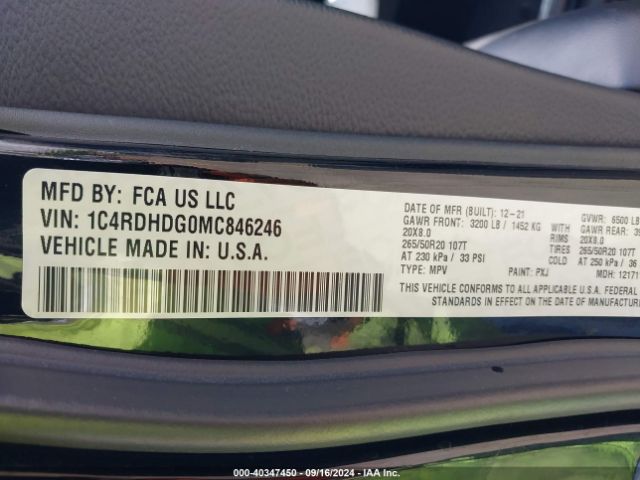 MFD BY: FCA US LLC
VIN: 1C4RDHDG0MC846246
VEHICLE MADE IN: U.S.A.
DATE OF MFR (BUILT): 12-21
GAWR FRONT: 3200 LB / 1452 KG
20X8.0
265/50R20 107T
AT 230 kPa / 33 PSI
TYPE: MPV
PAINT: PXJ
GVWR: 6500 LB
GAWR REAR: 39
RIMS 20X8.0
TIRES 265/50R20 107T
COLD AT 250 kPa / 36
MDH: 12171
THIS VEHICLE CONFORMS TO ALL APPLICABLE U.S.A. FEDERAL
STANDARDS IN EFFECT ON THE DATE OF MANUFACTUR
000-40347450 - 09/16/2024 - IAA Inc.